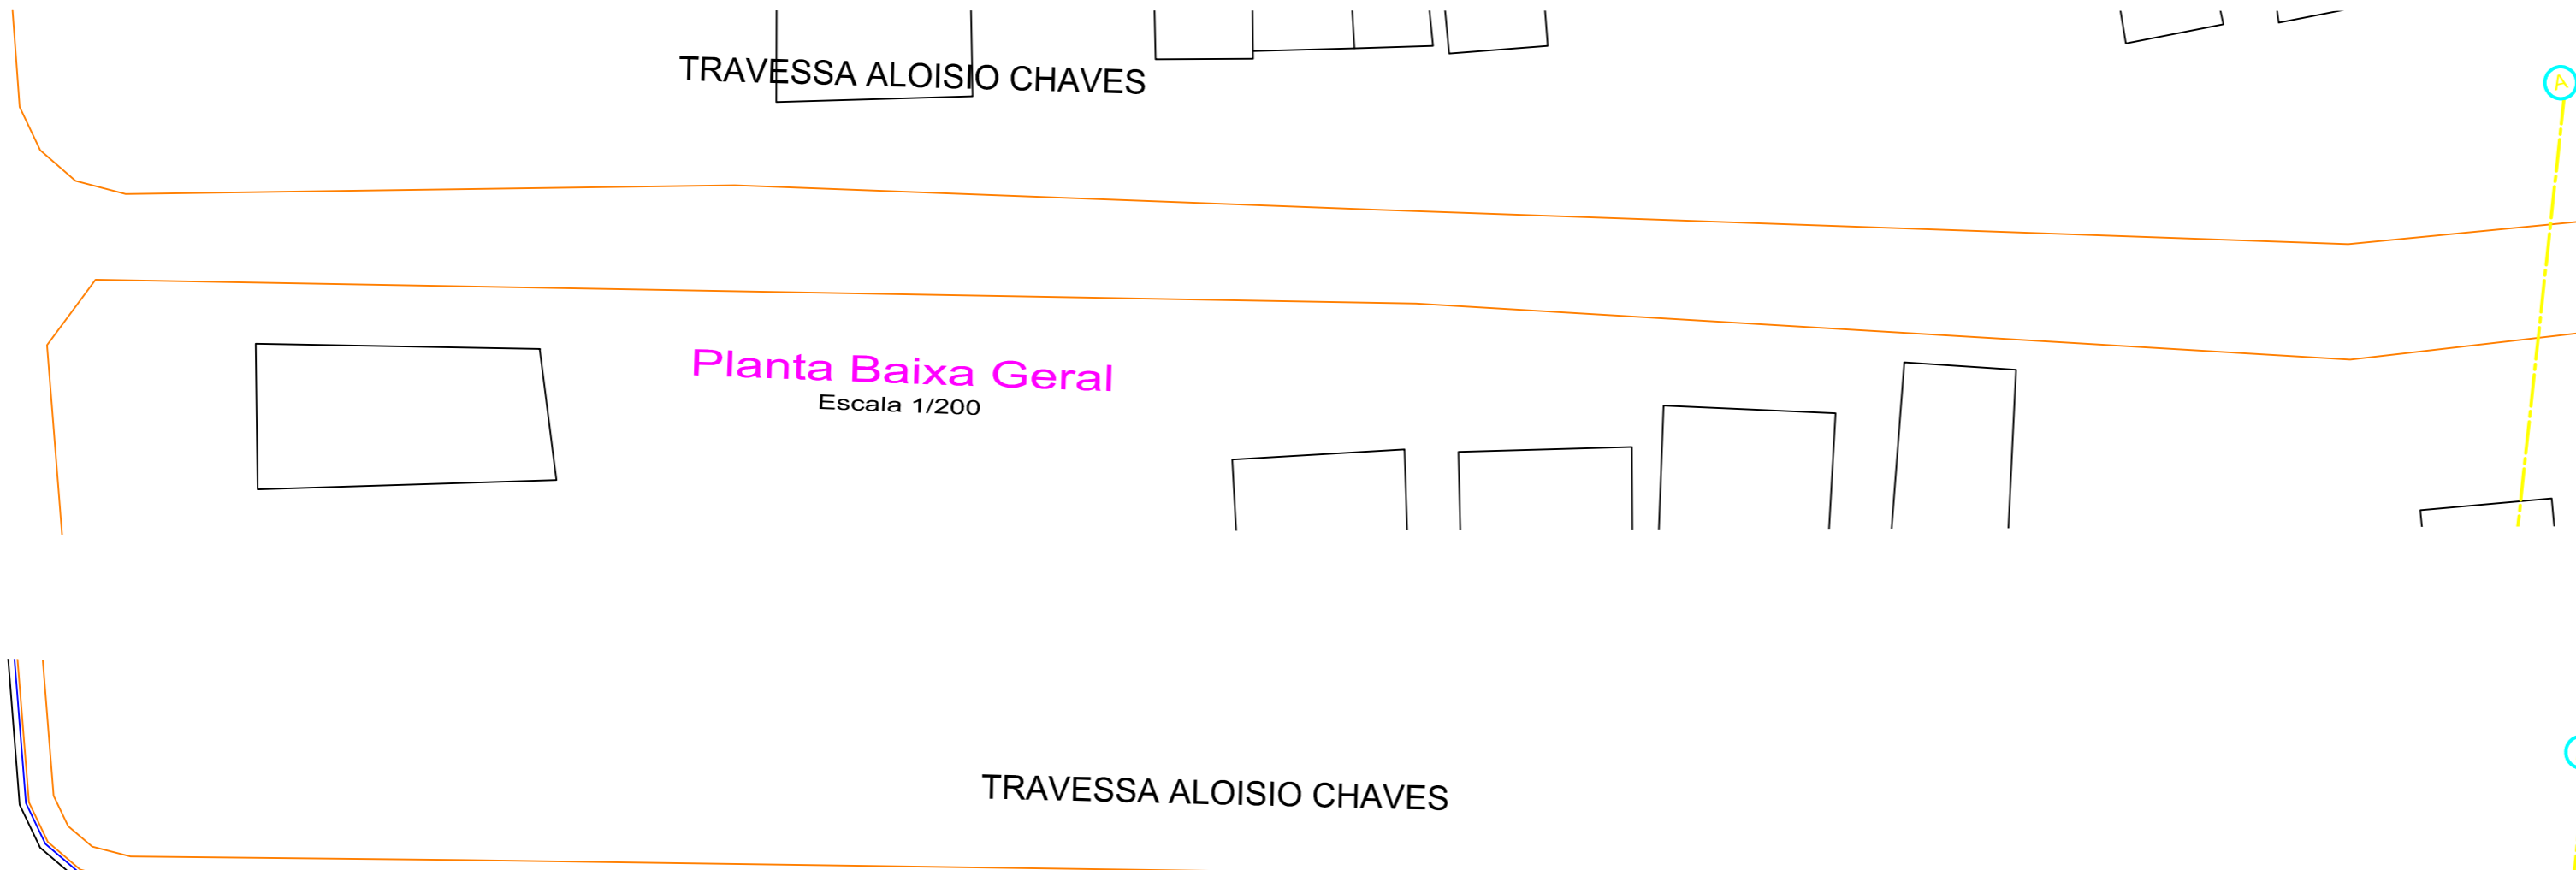 TRAVESSA ALOISIO CHAVES
A
Planta Baixa Geral
Escala 1/200
TRAVESSA ALOISIO CHAVES